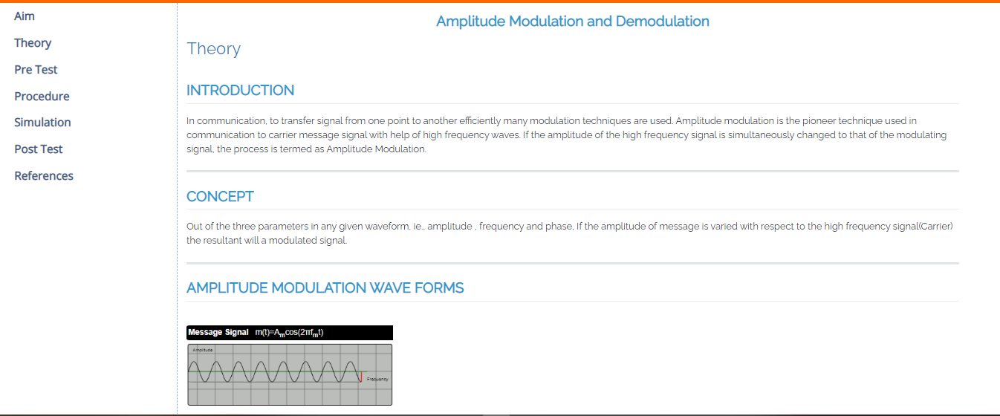 Aim
Theory
Pre Test
Procedure
Simulation
Post Test
References
Amplitude Modulation and Demodulation
Theory
INTRODUCTION
In communication, to transfer signal from one point to another efficiently many modulation techniques are used. Amplitude modulation is the pioneer technique used in
communication to carrier message signal with help of high frequency waves. If the amplitude of the high frequency signal is simultaneously changed to that of the modulating
signal, the process is termed as Amplitude Modulation.
CONCEPT
Out of the three parameters in any given waveform, ie., amplitude , frequency and phase, If the amplitude of message is varied with respect to the high frequency signal(Carrier)
the resultant will a modulated signal.
AMPLITUDE MODULATION WAVE FORMS
Message Signal m(t)=Amcos(2πfmt)
Amplitude
Frequency